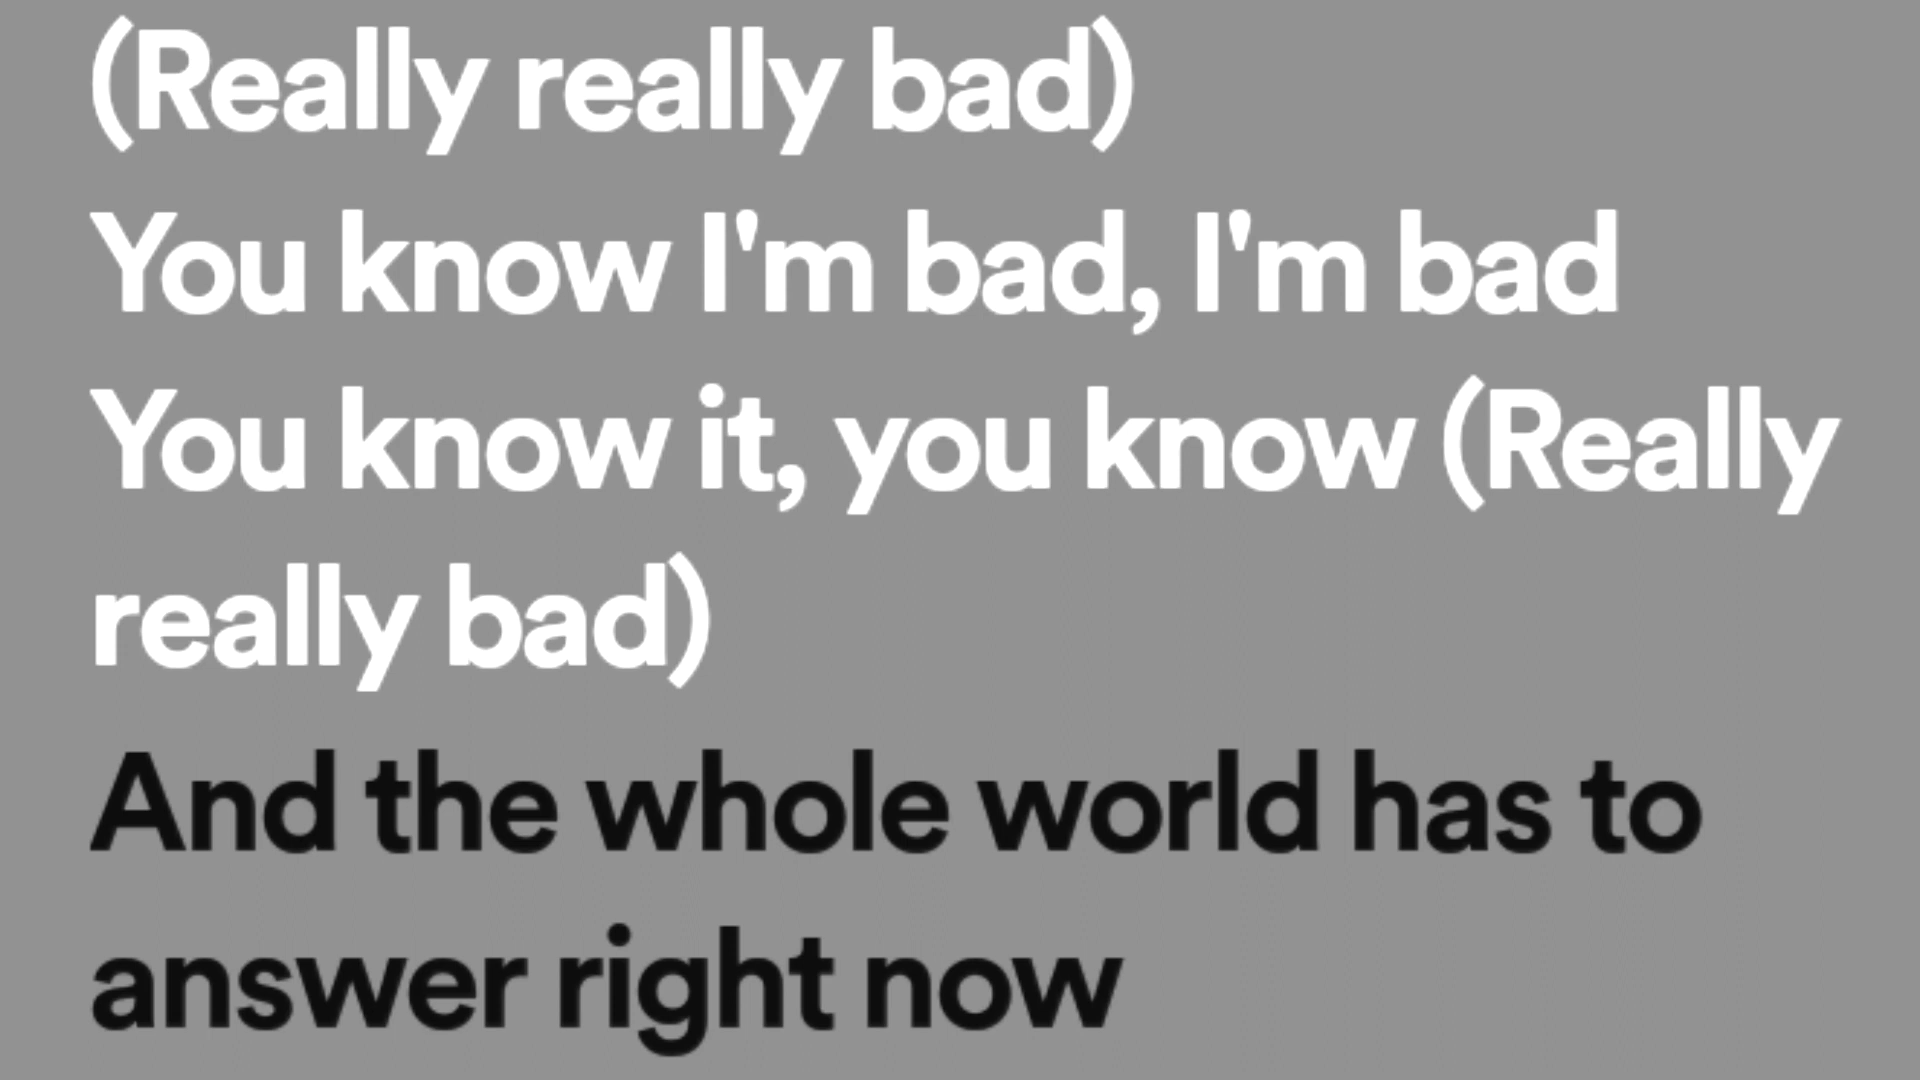 (Really really bad)
You know I'm bad, I'm bad
You know it, you know (Really
really bad)
And the whole world has to
answer right now